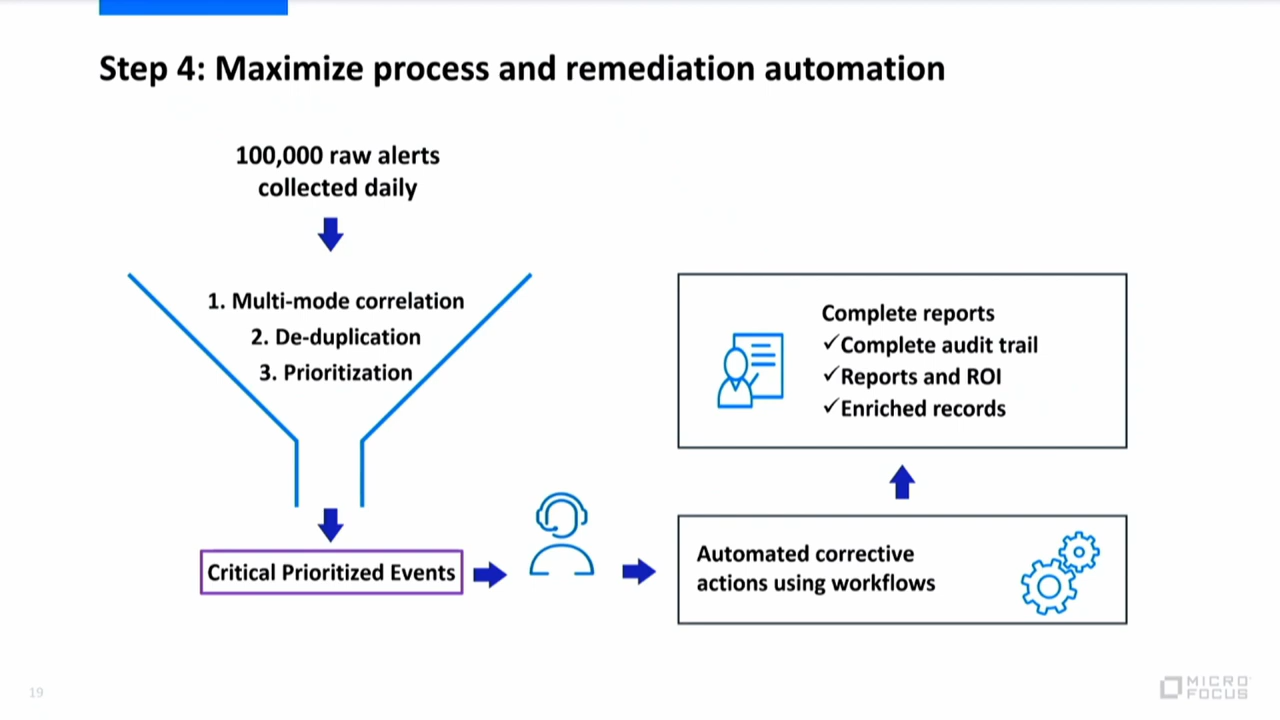 Step 4: Maximize process and remediation automation
100,000 raw alerts
collected daily
1. Multi-mode correlation
2. De-duplication
3. Prioritization
Critical Prioritized Events
Complete reports
✓Complete audit trail
✓Reports and ROI
✓Enriched records
Automated corrective
actions using workflows
19
MICRO
FOCUS